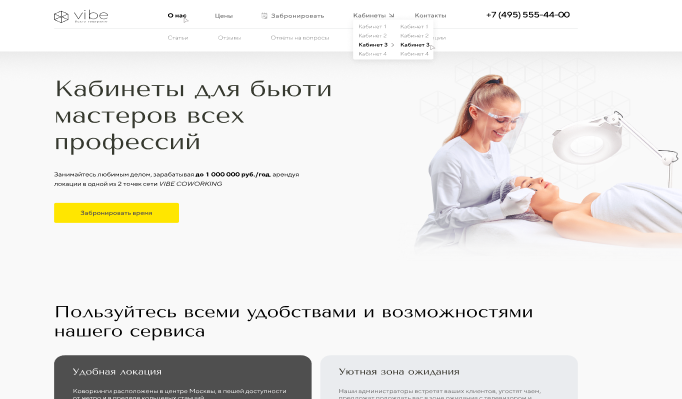 vibe
О нас
Цены
Забронировать
Кабинеты
Контакты
+7 (495) 555-44-00
Статьи
Отзывы
Ответы на вопросы
Кабинет 1 Кабинет 1
Кабинет 2 Кабинет 2
Кабинет 3 > Кабинет 3
Кабинет 4 Кабинет 4
Кабинеты для бьюти
мастеров всех
профессий
Занимайтесь любимым делом, зарабатывая до 1 000 000 руб./год, арендуя
локации в одной из 2 точек сети VIBE COWORKING
Забронировать время
Пользуйтесь всеми удобствами и возможностями
нашего сервиса
Удобная локация
Коворкинги расположены в центре Москвы, в пешей доступности
от метро и в пределе кольцевых станций
Уютная зона ожидания
Наши администраторы встретят ваших клиентов, угостят чаем,